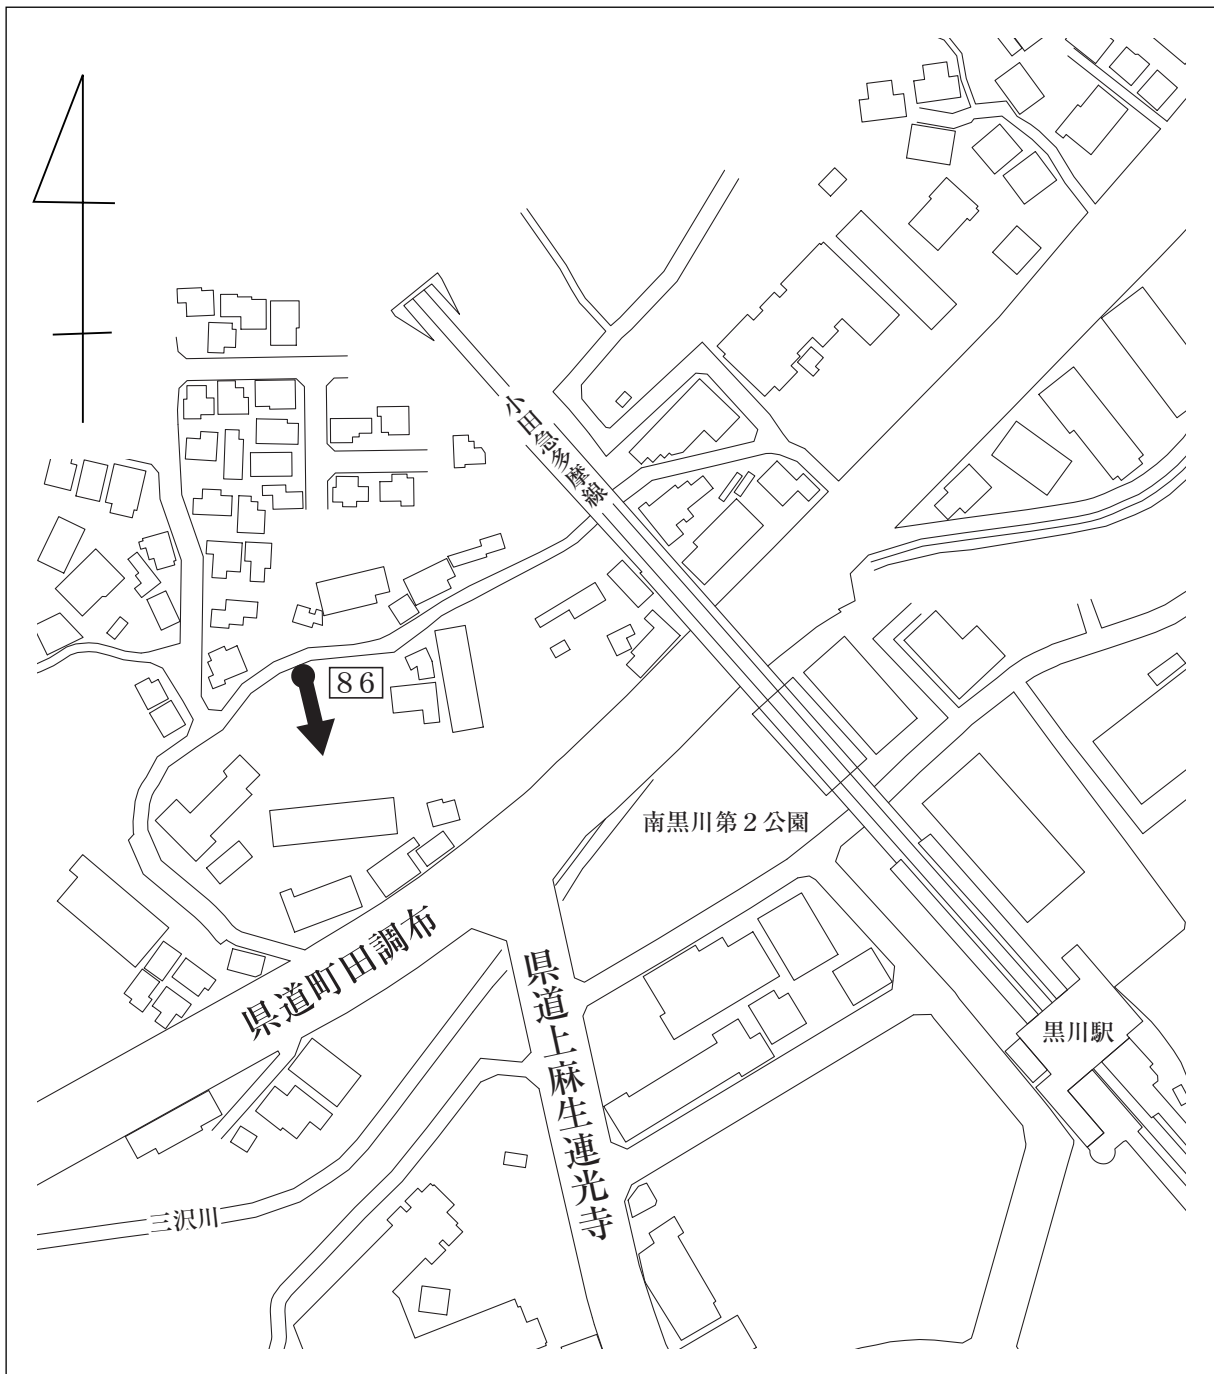 小田急多摩線
８６
南黒川第２公園
県道町田調布
県道上麻生連光寺
黒川駅
三沢川